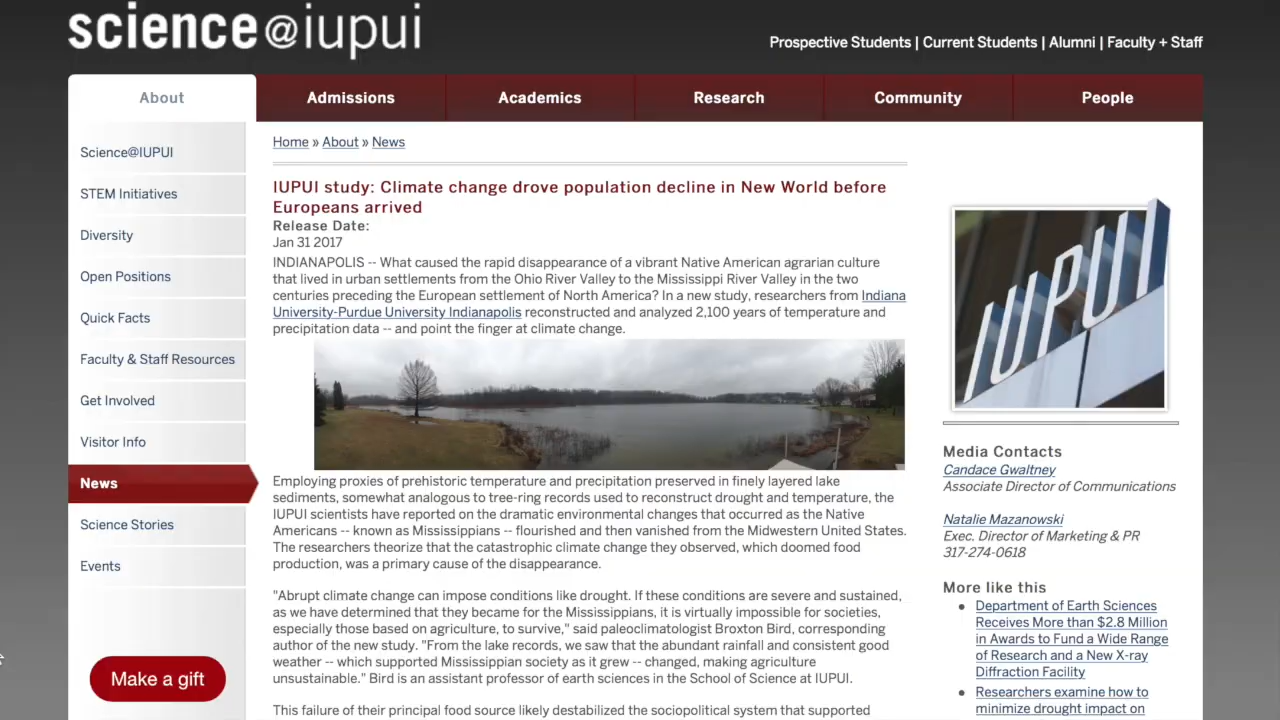 science@iupui
Prospective Students | Current Students | Alumni | Faculty + Staff
About
Admissions
Academics
Research
Community
People
Science@IUPUI
STEM Initiatives
Diversity
Open Positions
Quick Facts
Faculty & Staff Resources
Get Involved
Visitor Info
News
Science Stories
Events
Make a gift
Home » About » News
IUPUI study: Climate change drove population decline in New World before
Europeans arrived
Release Date:
Jan 31 2017
INDIANAPOLIS -- What caused the rapid disappearance of a vibrant Native American agrarian culture
that lived in urban settlements from the Ohio River Valley to the Mississippi River Valley in the two
centuries preceding the European settlement of North America? In a new study, researchers from Indiana
University-Purdue University Indianapolis reconstructed and analyzed 2,100 years of temperature and
precipitation data -- and point the finger at climate change.
Employing proxies of prehistoric temperature and precipitation preserved in finely layered lake
sediments, somewhat analogous to tree-ring records used to reconstruct drought and temperature, the
IUPUI scientists have reported on the dramatic environmental changes that occurred as the Native
Americans -- known as Mississippians -- flourished and then vanished from the Midwestern United States.
The researchers theorize that the catastrophic climate change they observed, which doomed food
production, was a primary cause of the disappearance.
"Abrupt climate change can impose conditions like drought. If these conditions are severe and sustained,
as we have determined that they became for the Mississippians, it is virtually impossible for societies,
especially those based on agriculture, to survive," said paleoclimatologist Broxton Bird, corresponding
author of the new study. "From the lake records, we saw that the abundant rainfall and consistent good
weather -- which supported Mississippian society as it grew -- changed, making agriculture
unsustainable." Bird is an assistant professor of earth sciences in the School of Science at IUPUI.
This failure of their principal food source likely destabilized the sociopolitical system that supported
IUPUI
Media Contacts
Candace Gwaltney
Associate Director of Communications
Natalie Mazanowski
Exec. Director of Marketing & PR
317-274-0618
More like this
● Department of Earth Sciences
Receives More than $2.8 Million
in Awards to Fund a Wide Range
of Research and a New X-ray
Diffraction Facility
● Researchers examine how to
minimize drought impact on